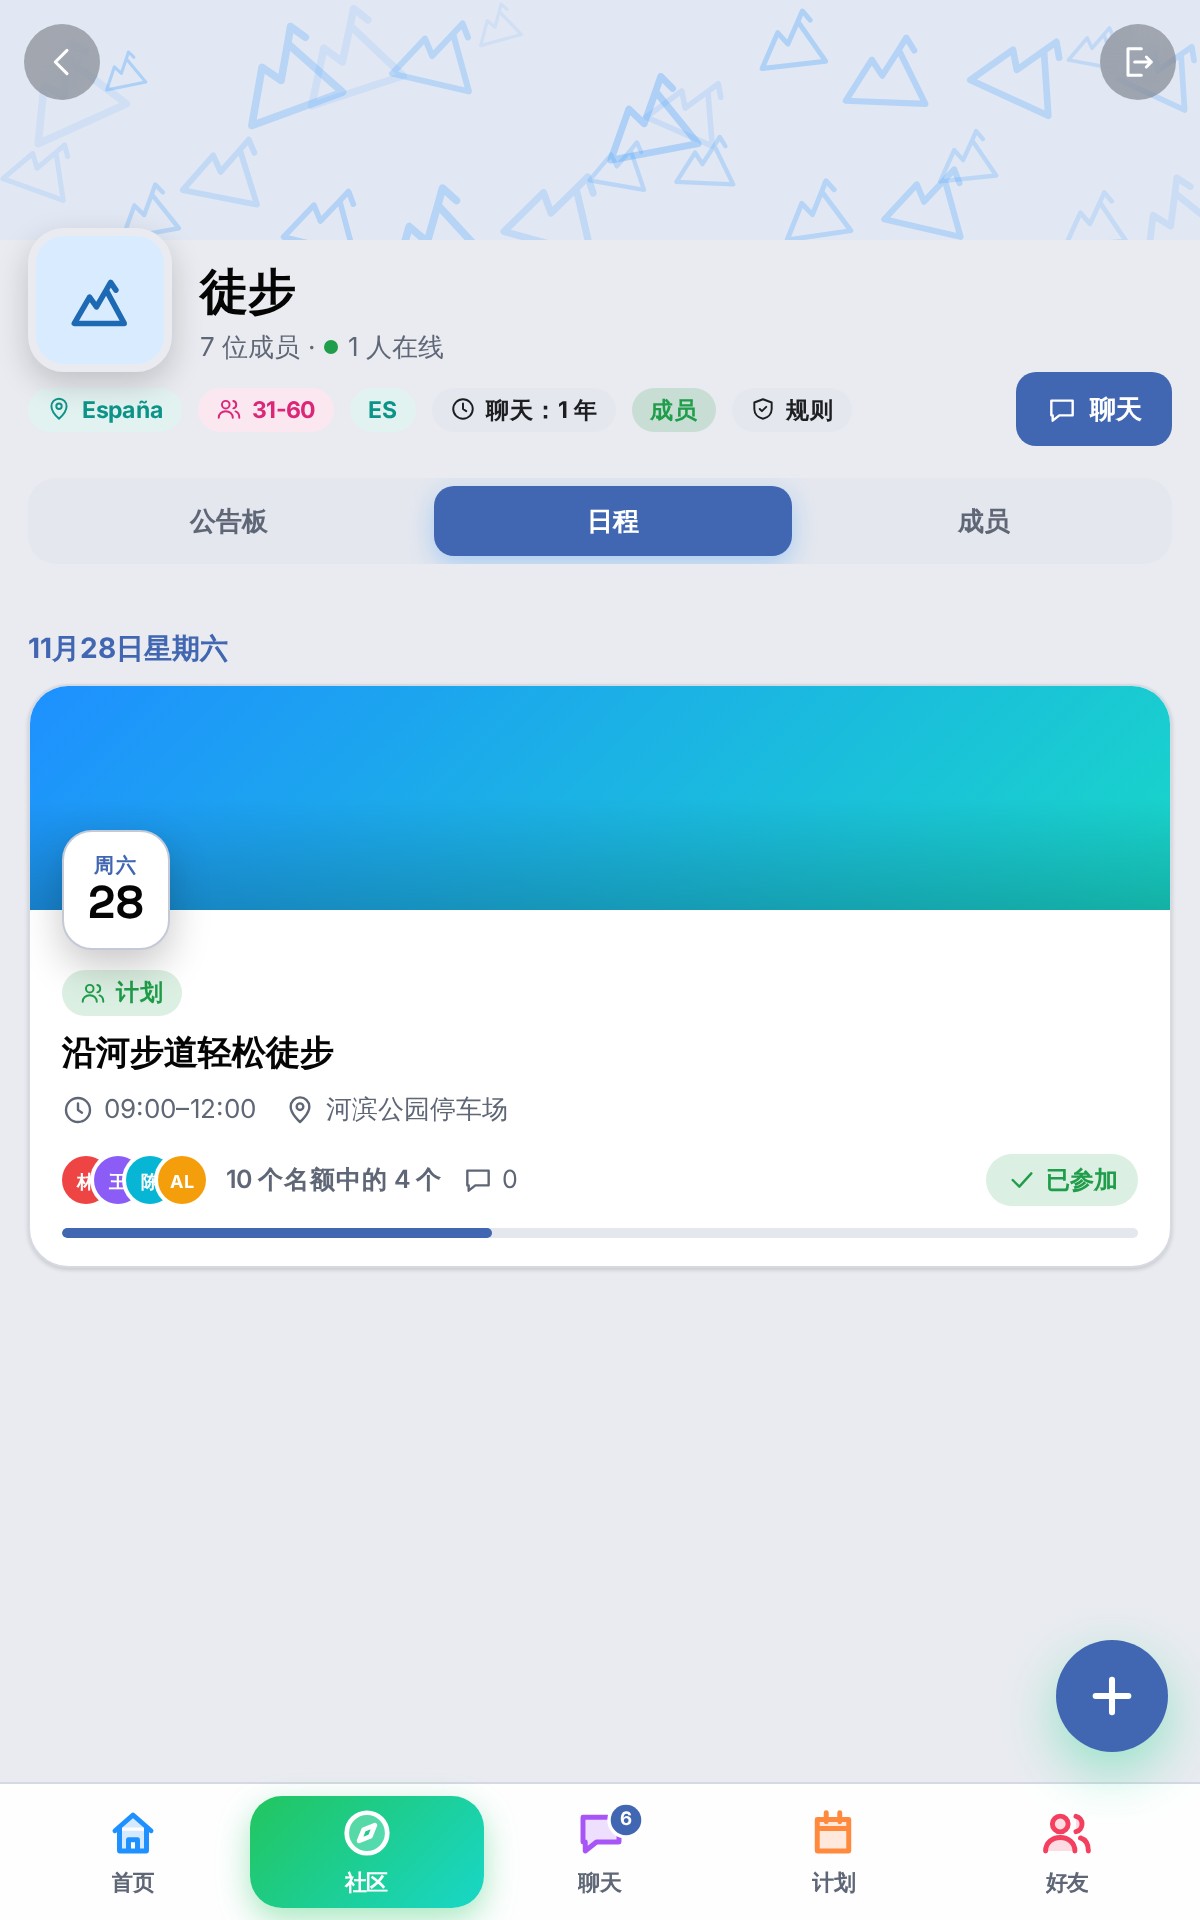 徒步
7 位成员 · 1 人在线
España 31-60 ES 聊天：1 年 成员 规则 聊天
公告板 日程 成员
11月28日星期六
周六
28
计划
沿河步道轻松徒步
09:00–12:00 河滨公园停车场
林 王 陈 AL 10 个名额中的 4 个 0 已参加
6
首页 社区 聊天 计划 好友